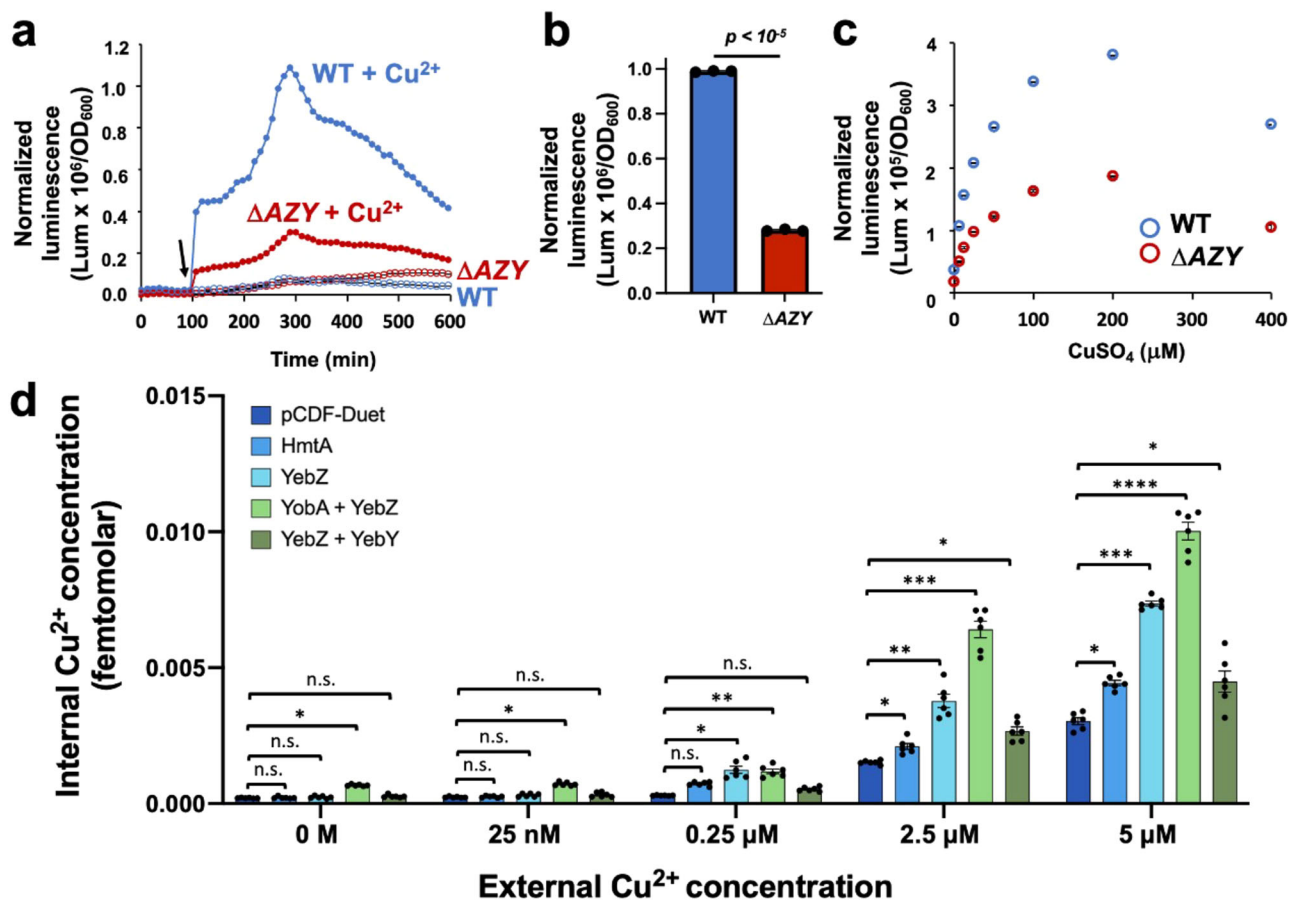 a
Normalized
luminescence
(Lum x 10⁶/OD₆₀₀)
1.2
1.0
0.8
0.6
0.4
0.2
0.0
WT + Cu²⁺
ΔAZY + Cu²⁺
ΔAZY
WT
0 100 200 300 400 500 600
Time (min)
b
p < 10⁻⁵
Normalized
luminescence
(Lum x 10⁶/OD₆₀₀)
1.0
0.8
0.6
0.4
0.2
0.0
WT ΔAZY
c
Normalized
luminescence
(Lum x 10⁵/OD₆₀₀)
4
3
2
1
0
WT
ΔAZY
0 100 200 300 400
CuSO₄ (μM)
d
Internal Cu²⁺ concentration
(femtomolar)
0.015
0.010
0.005
0.000
pCDF-Duet
HmtA
YebZ
YobA + YebZ
YebZ + YebY
n.s.
*
n.s.
n.s.
n.s.
*
n.s.
n.s.
n.s.
**
*
n.s.
*
***
**
*
*
****
***
*
0 M 25 nM 0.25 μM 2.5 μM 5 μM
External Cu²⁺ concentration